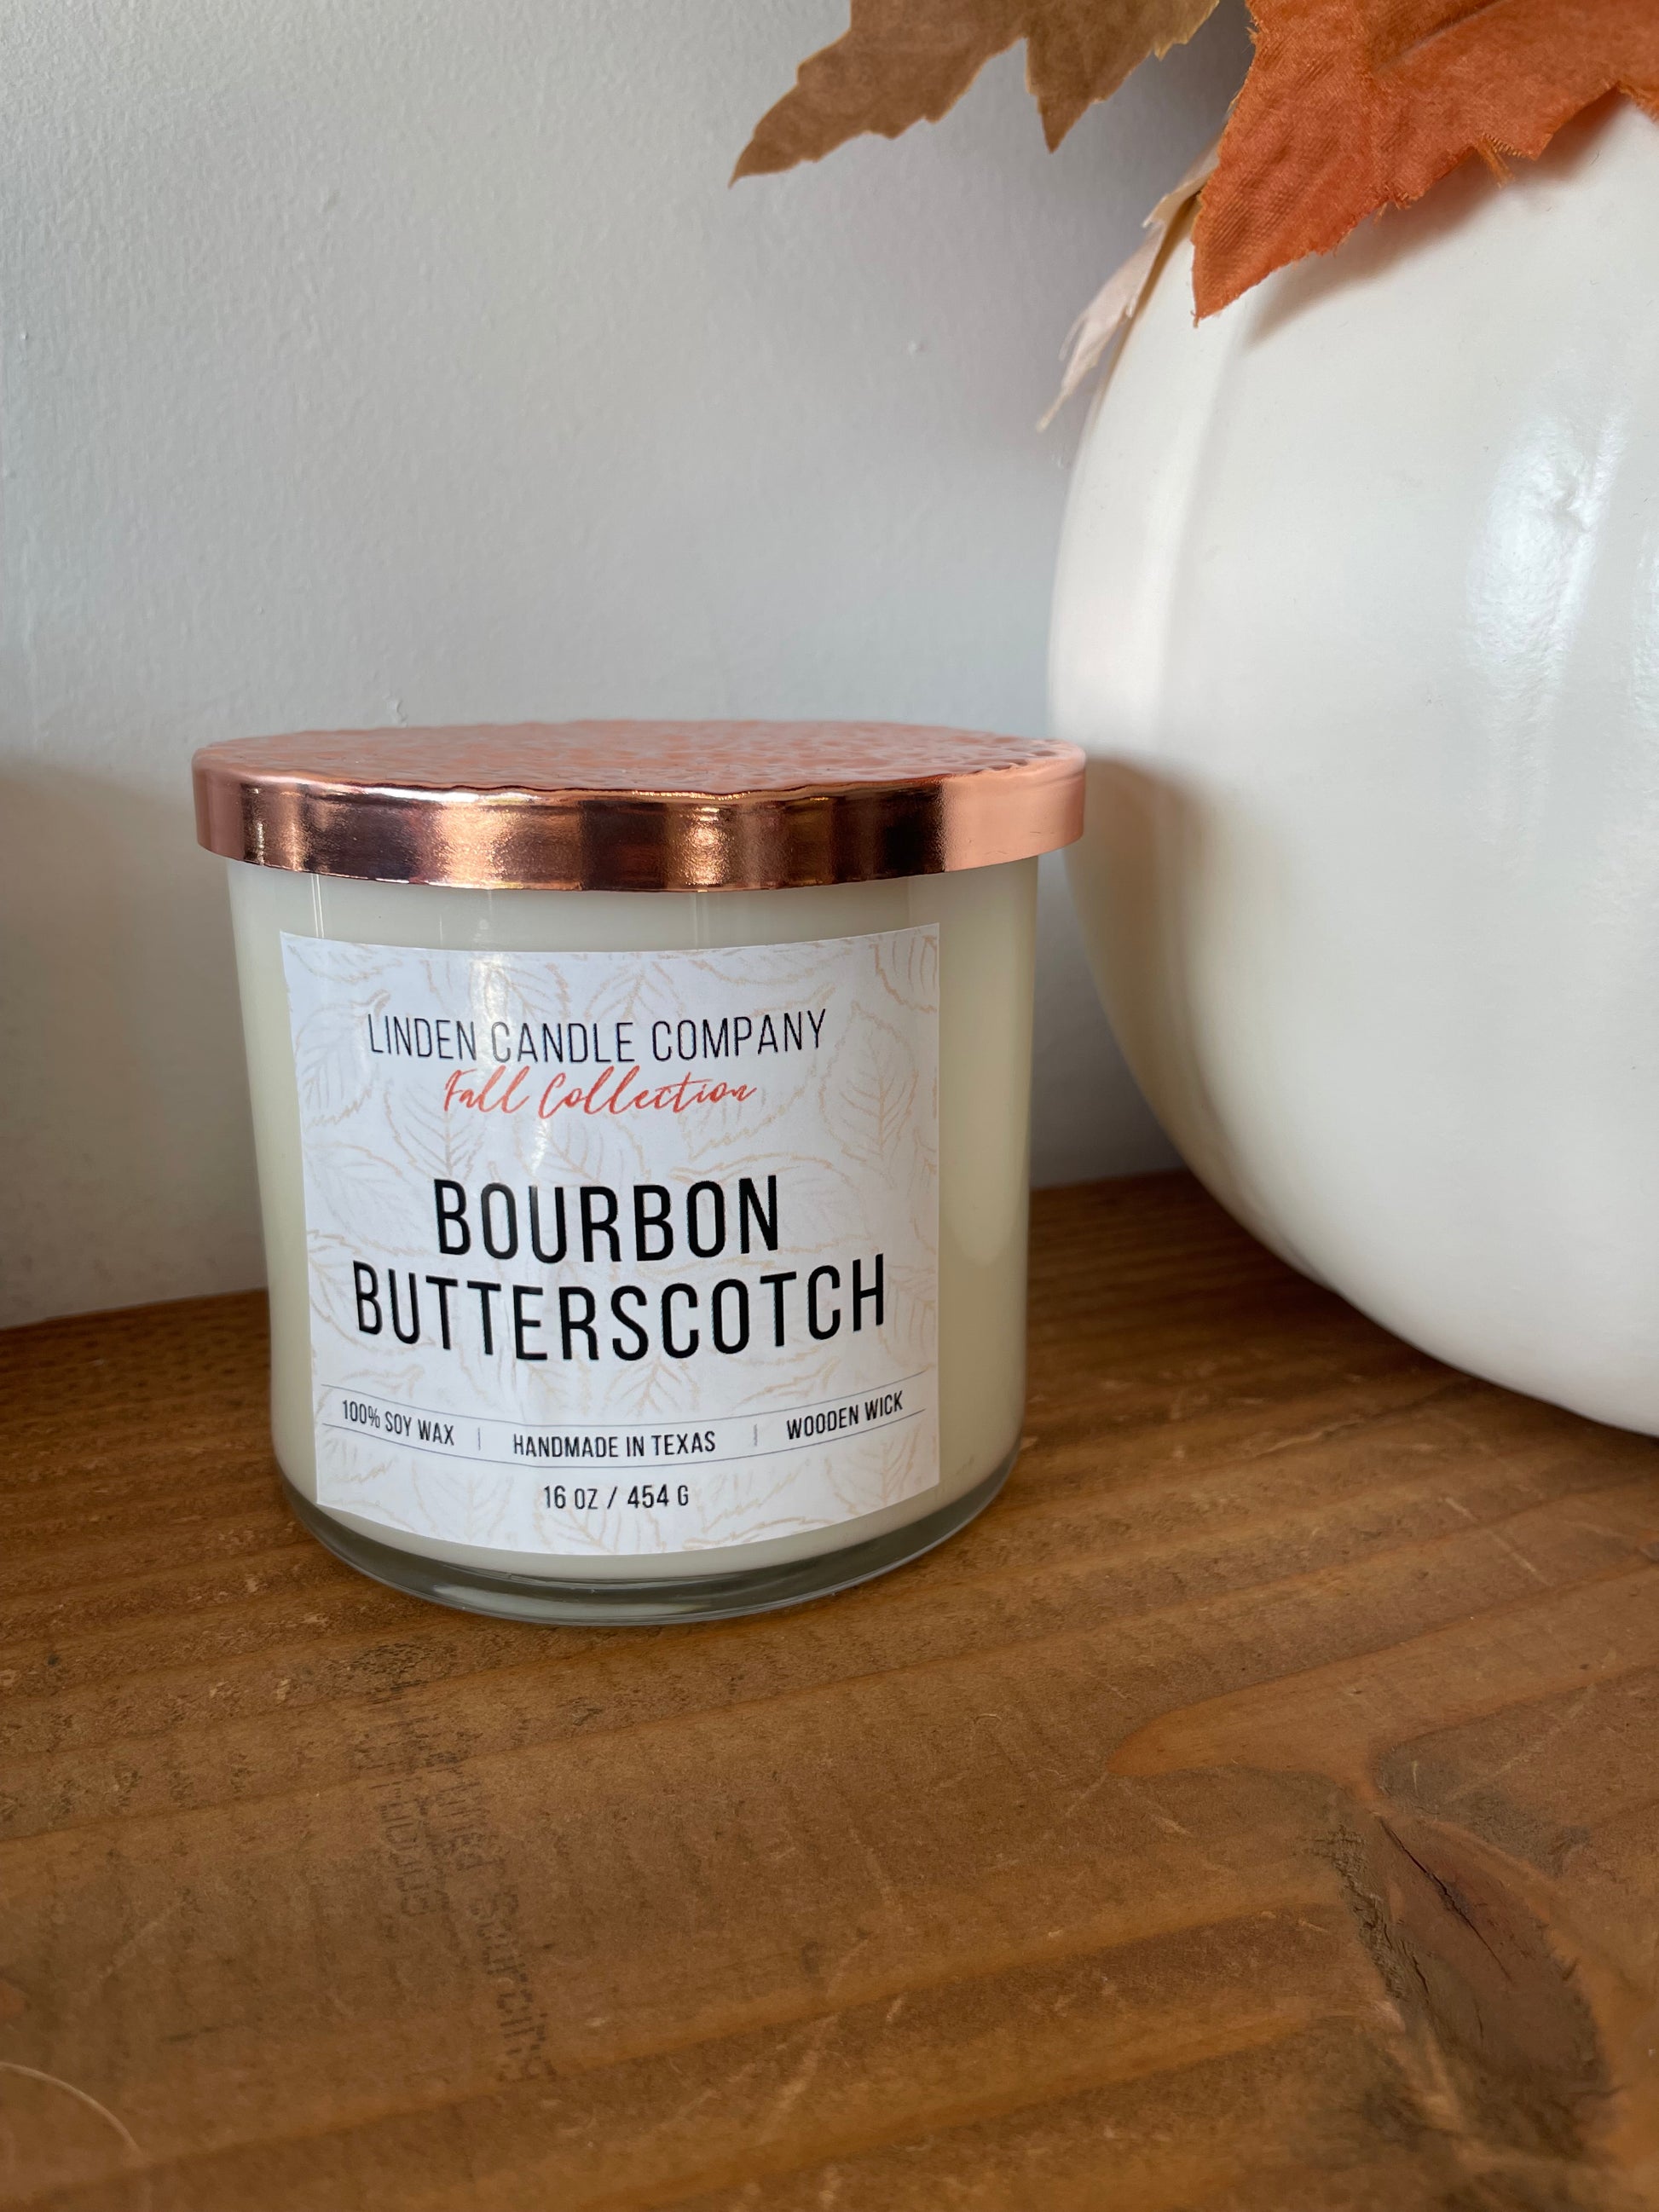 LINDEN CANDLE COMPANY
Fall Collection
BOURBON
BUTTERSCOTCH
100% SOY WAX | HANDMADE IN TEXAS | WOODEN WICK
16 OZ / 454 G